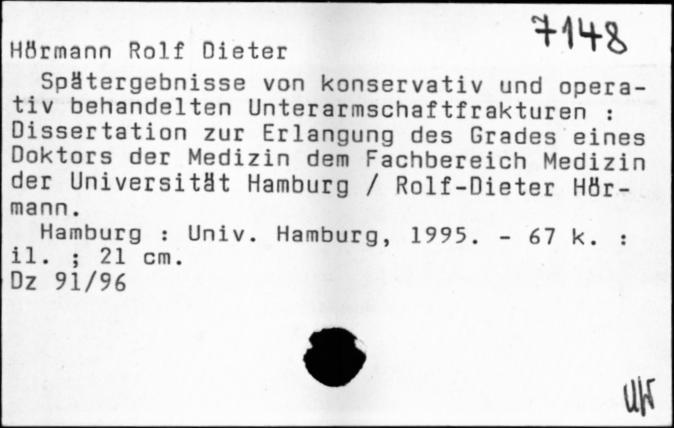 7148
Hörmann Rolf Dieter
Spätergebnisse von konservativ und opera-
tiv behandelten Unterarmschaftfrakturen :
Dissertation zur Erlangung des Grades eines
Doktors der Medizin dem Fachbereich Medizin
der Universität Hamburg / Rolf-Dieter Hör-
mann.
Hamburg : Univ. Hamburg, 1995. - 67 k. :
il. ; 21 cm.
Dz 91/96
UW